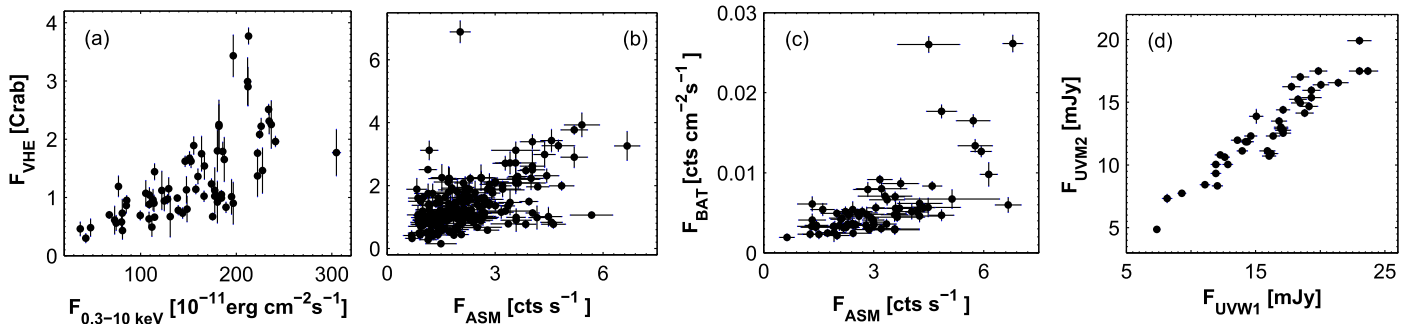 (a)
4
3
2
1
0
F_VHE [Crab]
100 200 300
F_0.3−10 keV [10^−11 erg cm^−2 s^−1]
(b)
6
4
2
0
0 3 6
F_ASM [cts s^−1]
(c)
0.03
0.02
0.01
0
F_BAT [cts cm^−2 s^−1]
0 3 6
F_ASM [cts s^−1]
(d)
20
15
10
5
F_UVM2 [mJy]
5 15 25
F_UVW1 [mJy]